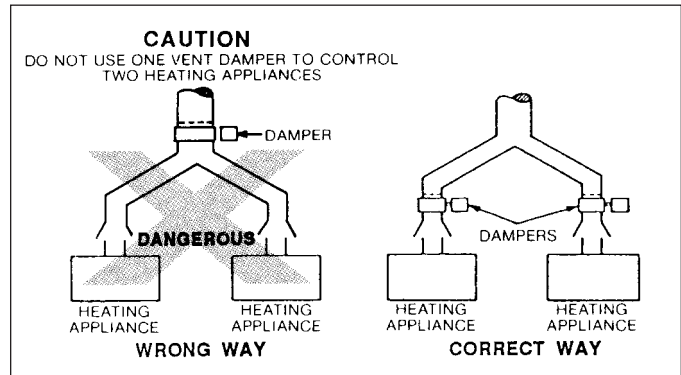 CAUTION
DO NOT USE ONE VENT DAMPER TO CONTROL
TWO HEATING APPLIANCES
DAMPER
DANGEROUS
HEATING
APPLIANCE
HEATING
APPLIANCE
WRONG WAY
DAMPERS
HEATING
APPLIANCE
HEATING
APPLIANCE
CORRECT WAY